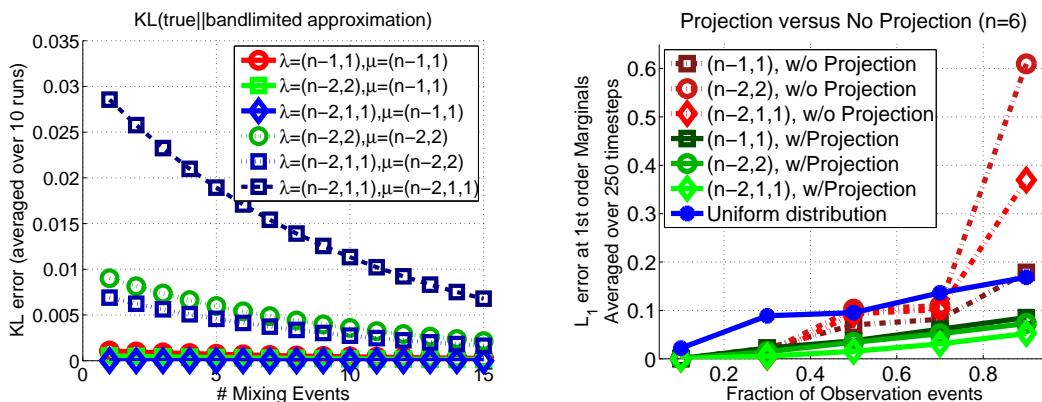 KL(true||bandlimited approximation)
KL error (averaged over 10 runs)
0.035
0.03
0.025
0.02
0.015
0.01
0.005
0
0 5 10 15
# Mixing Events
λ=(n−1,1),μ=(n−1,1)
λ=(n−2,2),μ=(n−1,1)
λ=(n−2,1,1),μ=(n−1,1)
λ=(n−2,2),μ=(n−2,2)
λ=(n−2,1,1),μ=(n−2,2)
λ=(n−2,1,1),μ=(n−2,1,1)
Projection versus No Projection (n=6)
L₁ error at 1st order Marginals
Averaged over 250 timesteps
0.6
0.5
0.4
0.3
0.2
0.1
0
0.2 0.4 0.6 0.8
Fraction of Observation events
(n−1,1), w/o Projection
(n−2,2), w/o Projection
(n−2,1,1), w/o Projection
(n−1,1), w/Projection
(n−2,2), w/Projection
(n−2,1,1), w/Projection
Uniform distribution